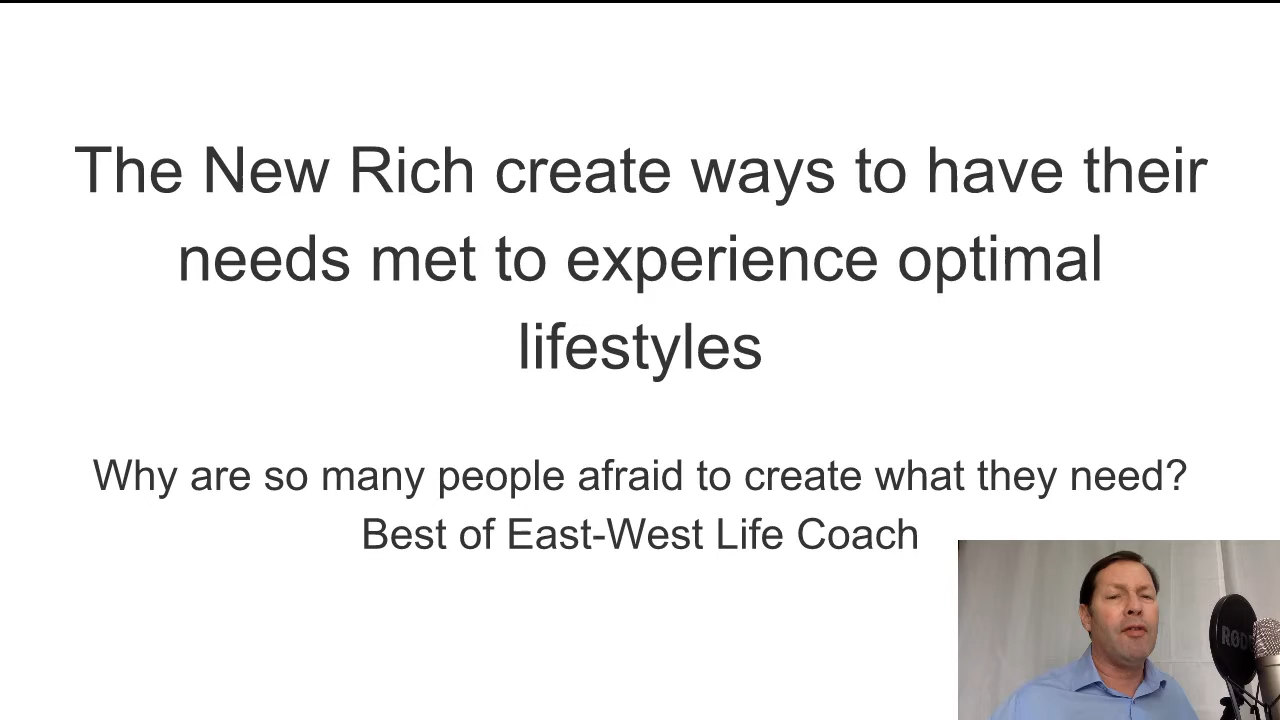 The New Rich create ways to have their
needs met to experience optimal
lifestyles
Why are so many people afraid to create what they need?
Best of East-West Life Coach
RØDE